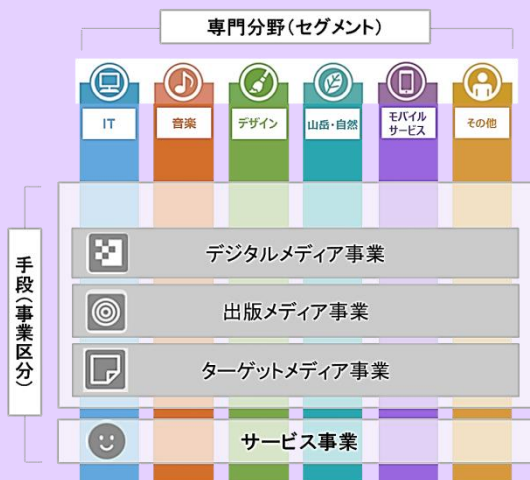 専門分野(セグメント)
IT
音楽
デザイン
山岳・自然
モバイル
サービス
その他
手段(事業区分)
デジタルメディア事業
出版メディア事業
ターゲットメディア事業
サービス事業